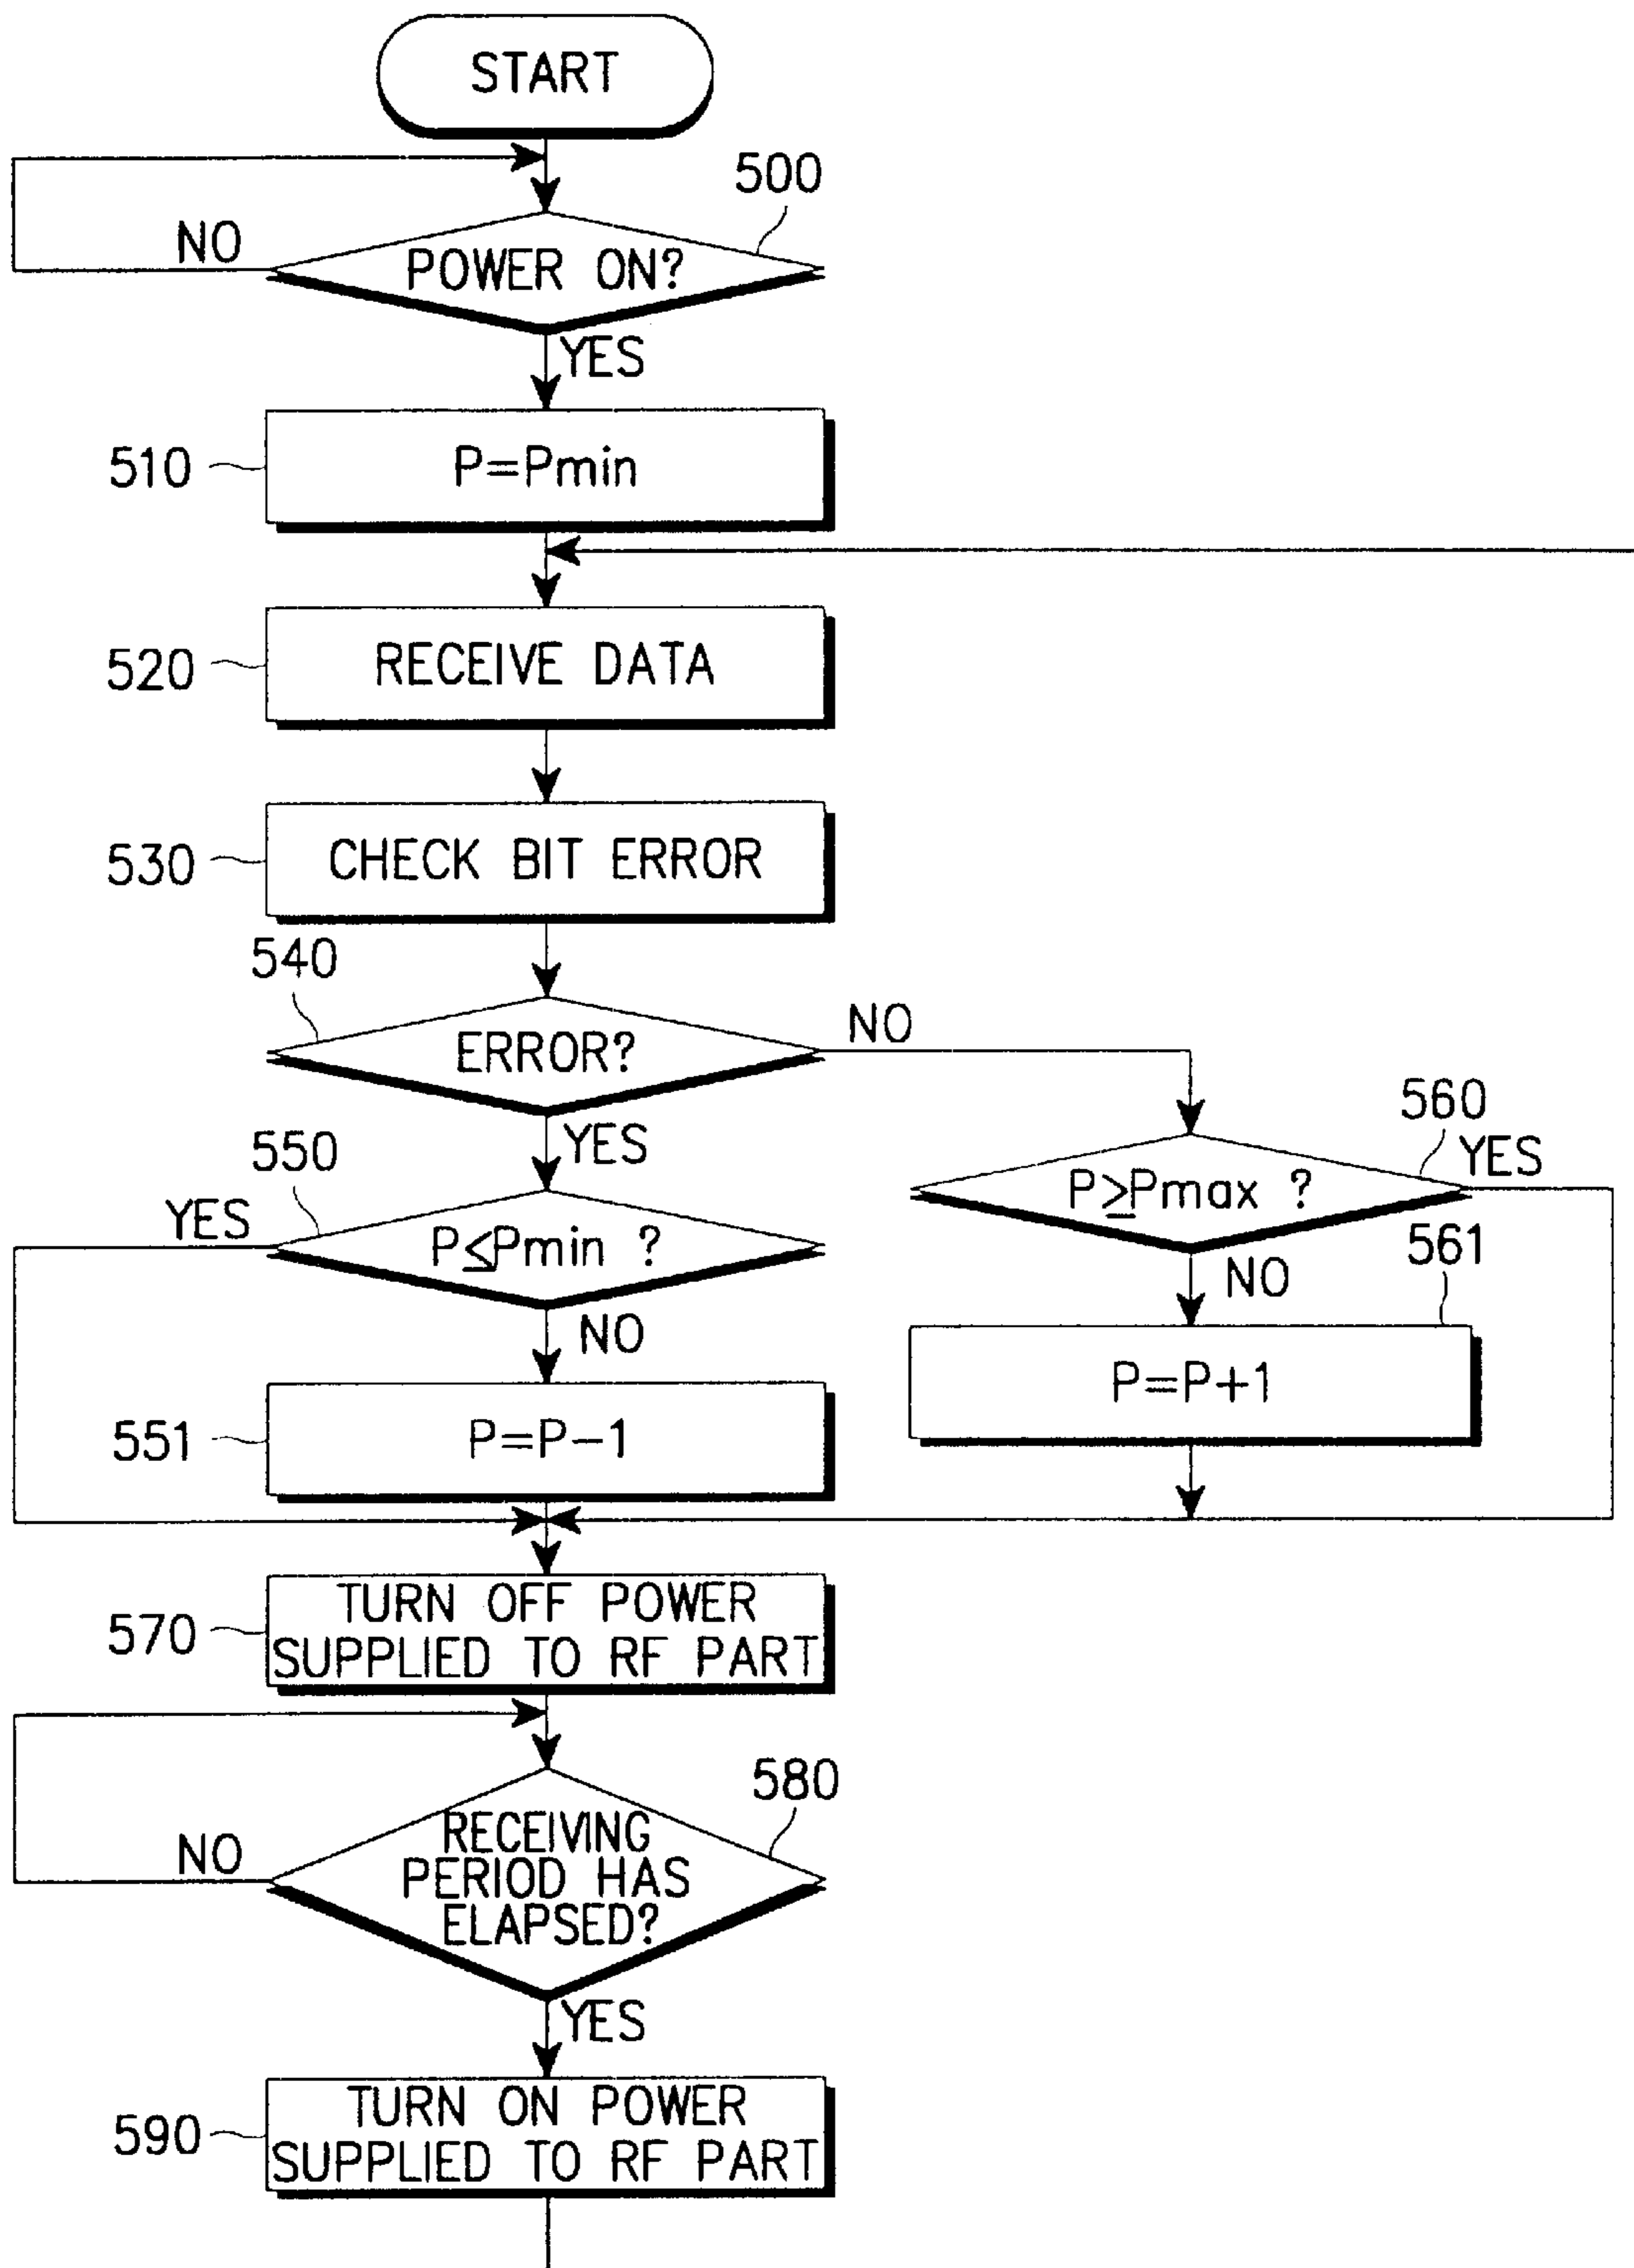 START
500
NO
POWER ON?
YES
510
P=Pmin
520
RECEIVE DATA
530
CHECK BIT ERROR
540
ERROR?
NO
YES
550
YES
P≤Pmin ?
NO
560
YES
P≥Pmax ?
NO
561
P=P+1
551
P=P−1
570
TURN OFF POWER
SUPPLIED TO RF PART
580
NO
RECEIVING
PERIOD HAS
ELAPSED?
YES
590
TURN ON POWER
SUPPLIED TO RF PART